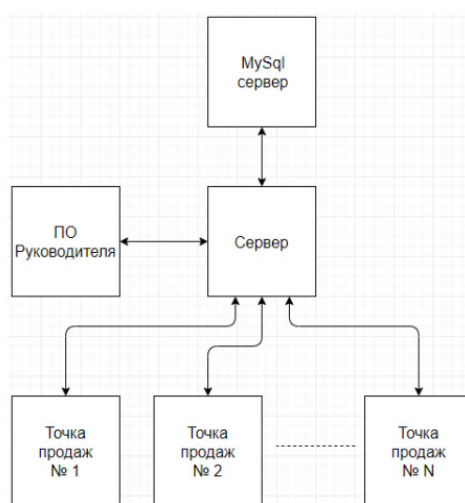 MySql
сервер
ПО
Руководителя
Сервер
Точка
продаж
№ 1
Точка
продаж
№ 2
Точка
продаж
№ N